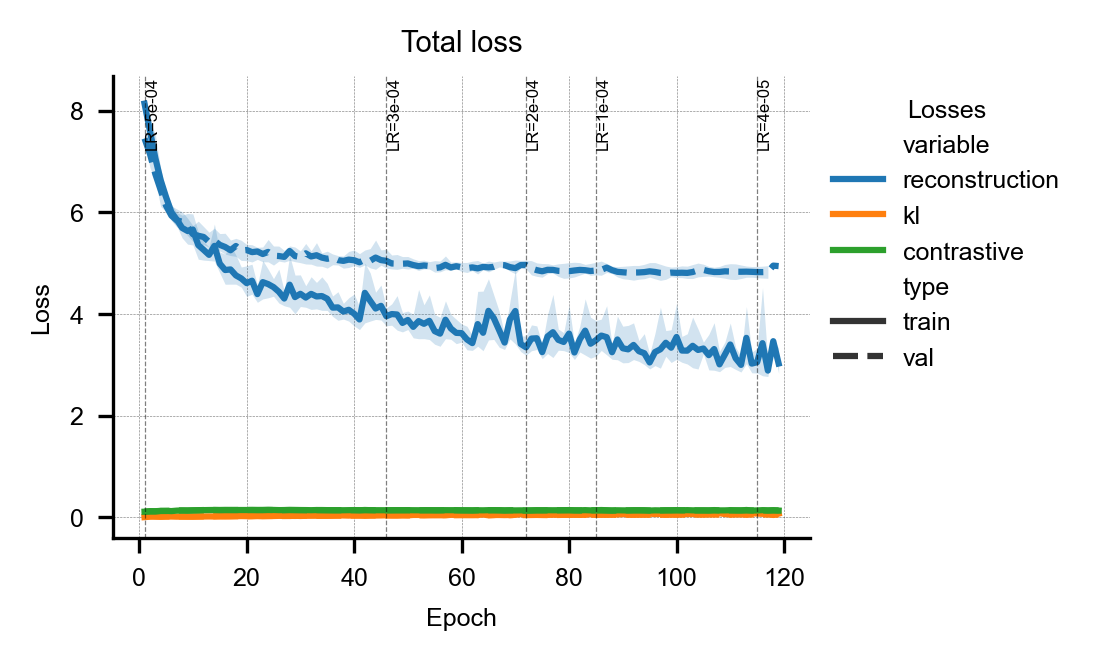 Total loss
LR=5e-04
LR=3e-04
LR=2e-04
LR=1e-04
LR=4e-05
8
6
4
2
0
Loss
0 20 40 60 80 100 120
Epoch
Losses
variable
reconstruction
kl
contrastive
type
train
val